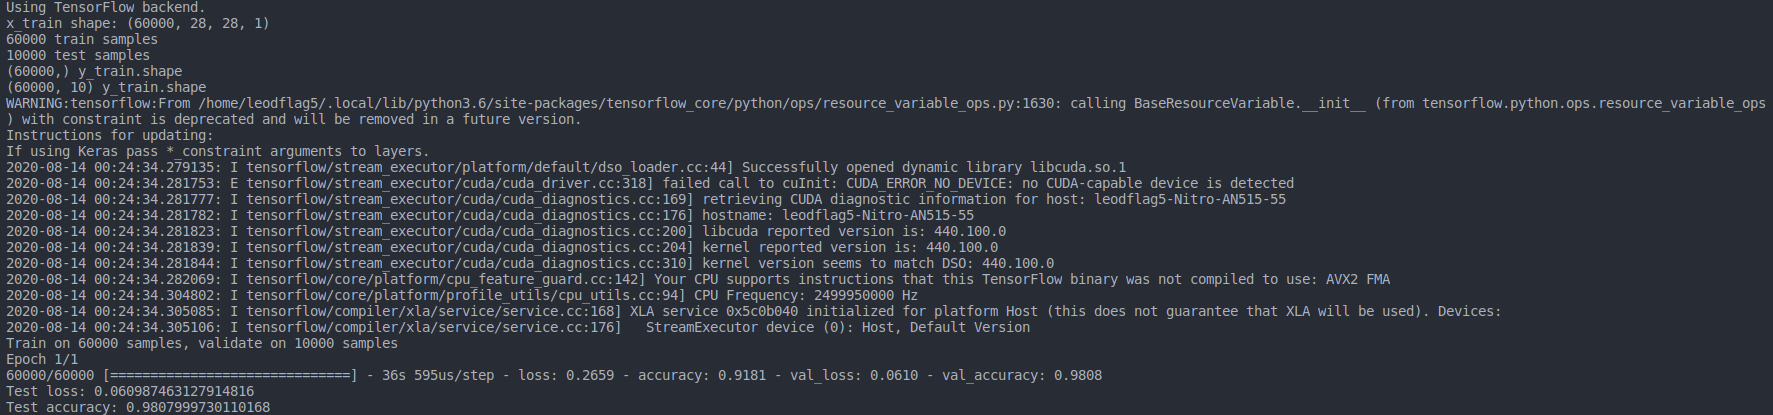 Using TensorFlow backend.
x_train shape: (60000, 28, 28, 1)
60000 train samples
10000 test samples
(60000,) y_train.shape
(60000, 10) y_train.shape
WARNING:tensorflow:From /home/leodflag5/.local/lib/python3.6/site-packages/tensorflow_core/python/ops/resource_variable_ops.py:1630: calling BaseResourceVariable.__init__ (from tensorflow.python.ops.resource_variable_ops
) with constraint is deprecated and will be removed in a future version.
Instructions for updating:
If using Keras pass *_constraint arguments to layers.
2020-08-14 00:24:34.279135: I tensorflow/stream_executor/platform/default/dso_loader.cc:44] Successfully opened dynamic library libcuda.so.1
2020-08-14 00:24:34.281753: E tensorflow/stream_executor/cuda/cuda_driver.cc:318] failed call to cuInit: CUDA_ERROR_NO_DEVICE: no CUDA-capable device is detected
2020-08-14 00:24:34.281777: I tensorflow/stream_executor/cuda/cuda_diagnostics.cc:169] retrieving CUDA diagnostic information for host: leodflag5-Nitro-AN515-55
2020-08-14 00:24:34.281782: I tensorflow/stream_executor/cuda/cuda_diagnostics.cc:176] hostname: leodflag5-Nitro-AN515-55
2020-08-14 00:24:34.281823: I tensorflow/stream_executor/cuda/cuda_diagnostics.cc:200] libcuda reported version is: 440.100.0
2020-08-14 00:24:34.281839: I tensorflow/stream_executor/cuda/cuda_diagnostics.cc:204] kernel reported version is: 440.100.0
2020-08-14 00:24:34.281844: I tensorflow/stream_executor/cuda/cuda_diagnostics.cc:310] kernel version seems to match DSO: 440.100.0
2020-08-14 00:24:34.282069: I tensorflow/core/platform/cpu_feature_guard.cc:142] Your CPU supports instructions that this TensorFlow binary was not compiled to use: AVX2 FMA
2020-08-14 00:24:34.304802: I tensorflow/core/platform/profile_utils/cpu_utils.cc:94] CPU Frequency: 2499950000 Hz
2020-08-14 00:24:34.305085: I tensorflow/compiler/xla/service/service.cc:168] XLA service 0x5c0b040 initialized for platform Host (this does not guarantee that XLA will be used). Devices:
2020-08-14 00:24:34.305106: I tensorflow/compiler/xla/service/service.cc:176]   StreamExecutor device (0): Host, Default Version
Train on 60000 samples, validate on 10000 samples
Epoch 1/1
60000/60000 [==============================] - 36s 595us/step - loss: 0.2659 - accuracy: 0.9181 - val_loss: 0.0610 - val_accuracy: 0.9808
Test loss: 0.060987463127914816
Test accuracy: 0.9807999730110168